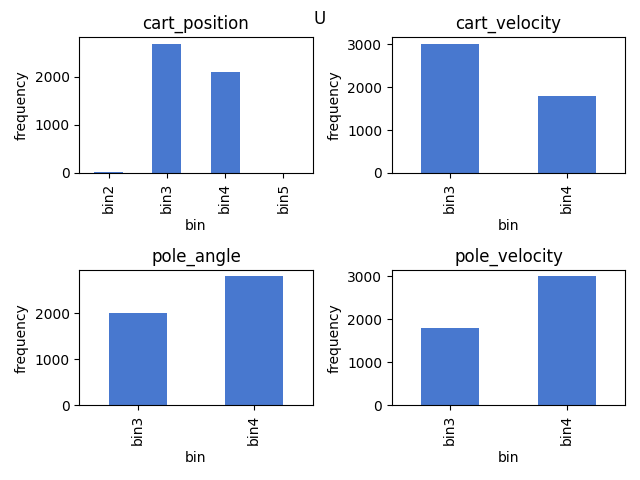 U
cart_position
frequency
2000
1000
0
bin2
bin3
bin4
bin5
bin
cart_velocity
frequency
3000
2000
1000
0
bin3
bin4
bin
pole_angle
frequency
2000
1000
0
bin3
bin4
bin
pole_velocity
frequency
3000
2000
1000
0
bin3
bin4
bin